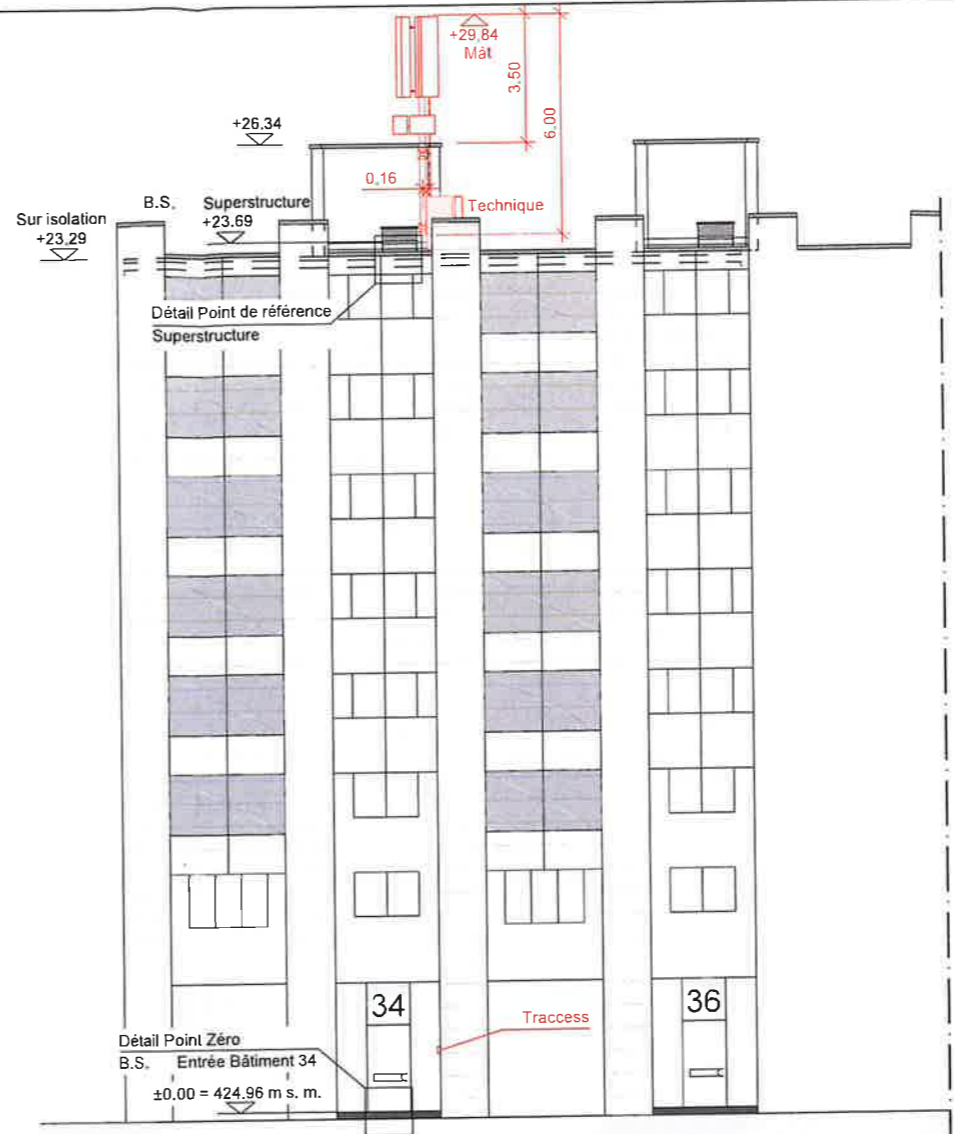 +29,84
Mât
3.50
6.00
+26.34
0,16
B.S. Superstructure
+23.69
Technique
Sur isolation
+23.29
Détail Point de référence
Superstructure
34
36
Traccess
Détail Point Zéro
B.S. Entrée Bâtiment 34
±0.00 = 424.96 m s. m.